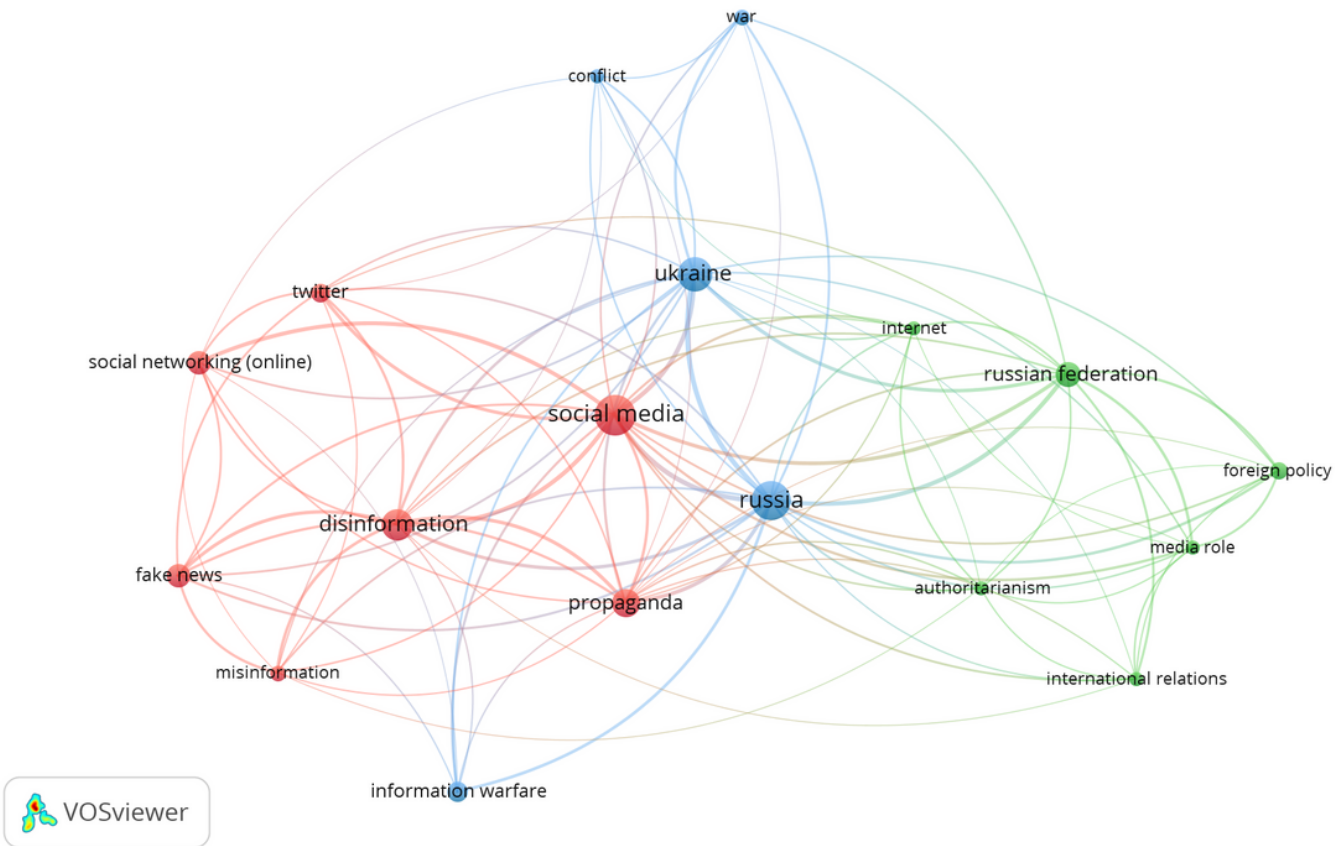 war
conflict
ukraine
twitter
internet
social networking (online)
russian federation
social media
foreign policy
russia
disinformation
media role
fake news
authoritarianism
propaganda
misinformation
international relations
information warfare
VOSviewer